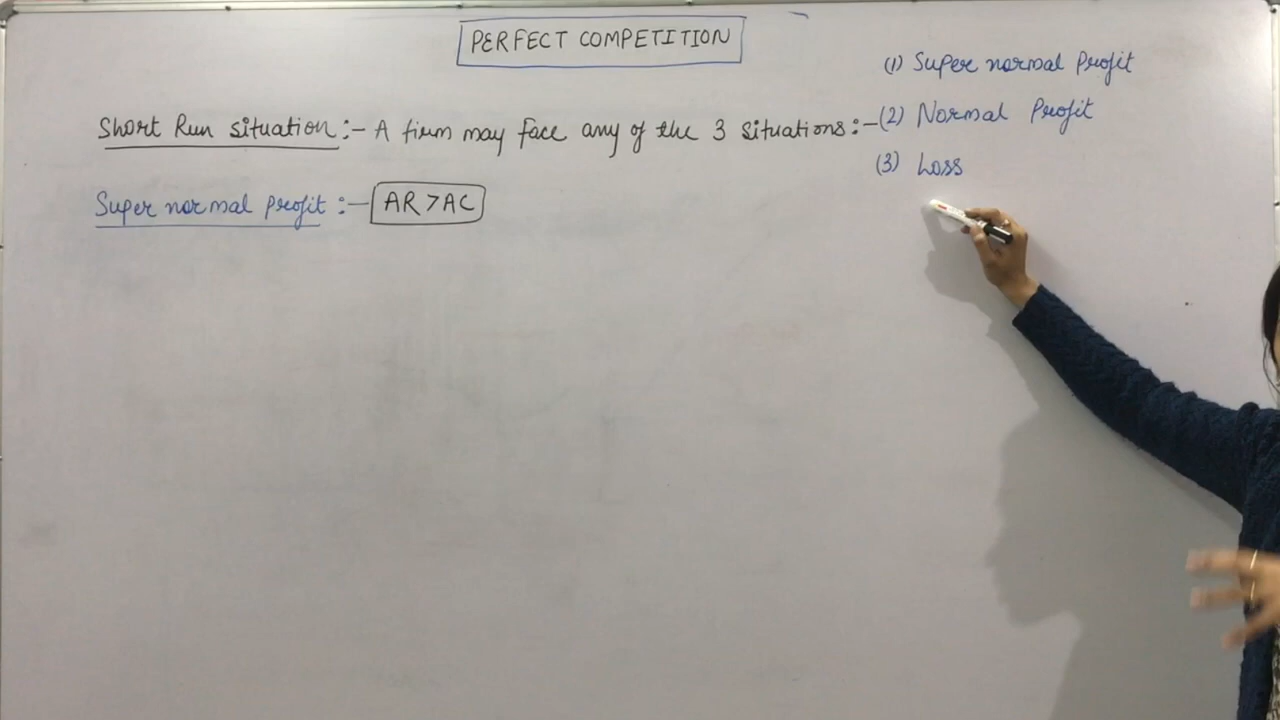 PERFECT COMPETITION
Short Run situation :- A firm may face any of the 3 situations :-
(1) Super normal Profit
(2) Normal Profit
(3) Loss
Super normal profit :- AR > AC